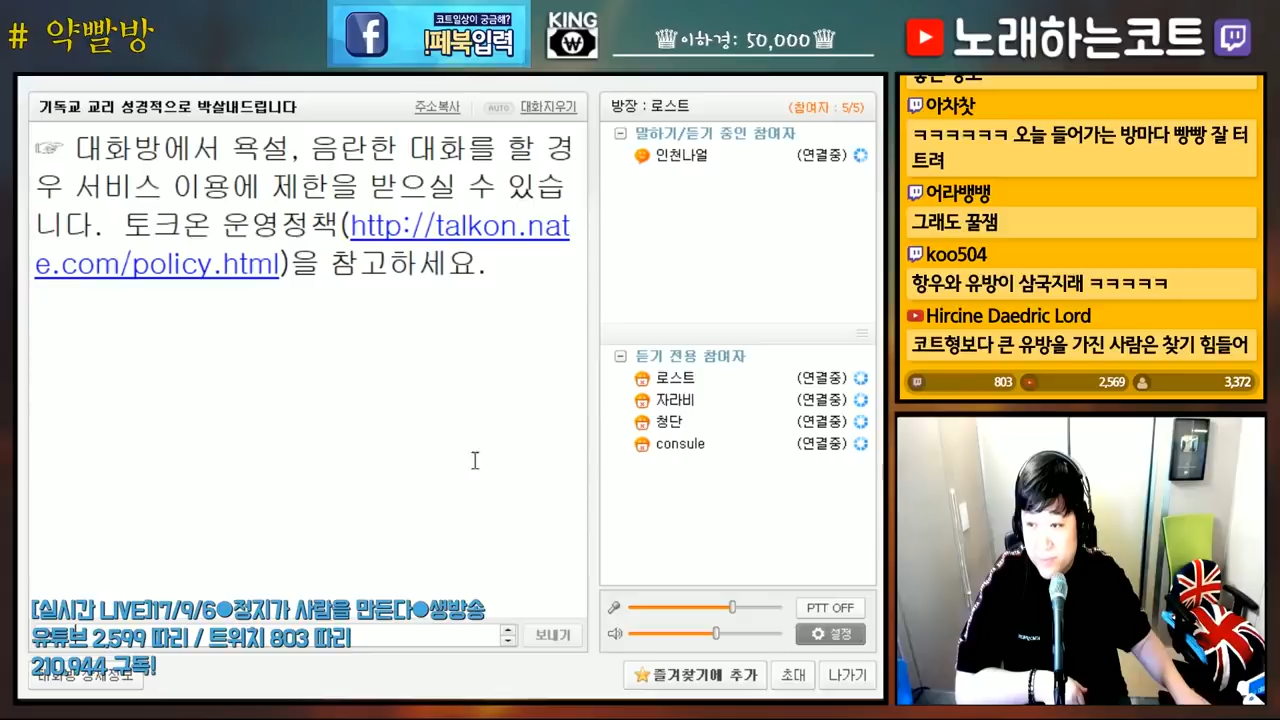 # 약빨방
f
코트일상이 궁금해?
!페북입력
KING
₩
♛이하경: 50,000♛
노래하는코트
기독교 교리 성경적으로 박살내드립니다
주소복사
AUTO 대화지우기
☞ 대화방에서 욕설, 음란한 대화를 할 경
우 서비스 이용에 제한을 받으실 수 있습
니다. 토크온 운영정책(http://talkon.nat
e.com/policy.html)을 참고하세요.
방장 : 로스트
(참여자 : 5/5)
말하기/듣기 중인 참여자
인천나얼 (연결중)
듣기 전용 참여자
로스트 (연결중)
자라비 (연결중)
청단 (연결중)
consule (연결중)
PTT OFF
설정
보내기
즐겨찾기에 추가
초대
나가기
[실시간 LIVE]17/9/6●정지가 사람을 만든다●생방송
유튜브 2,599 따리 / 트위치 803 따리
210,944 구독!
대화방 상세정보
아차찻
ㅋㅋㅋㅋㅋㅋ 오늘 들어가는 방마다 빵빵 잘 터
트려
어라뱅뱅
그래도 꿀잼
koo504
항우와 유방이 삼국지래 ㅋㅋㅋㅋㅋ
Hircine Daedric Lord
코트형보다 큰 유방을 가진 사람은 찾기 힘들어
803
2,569
3,372